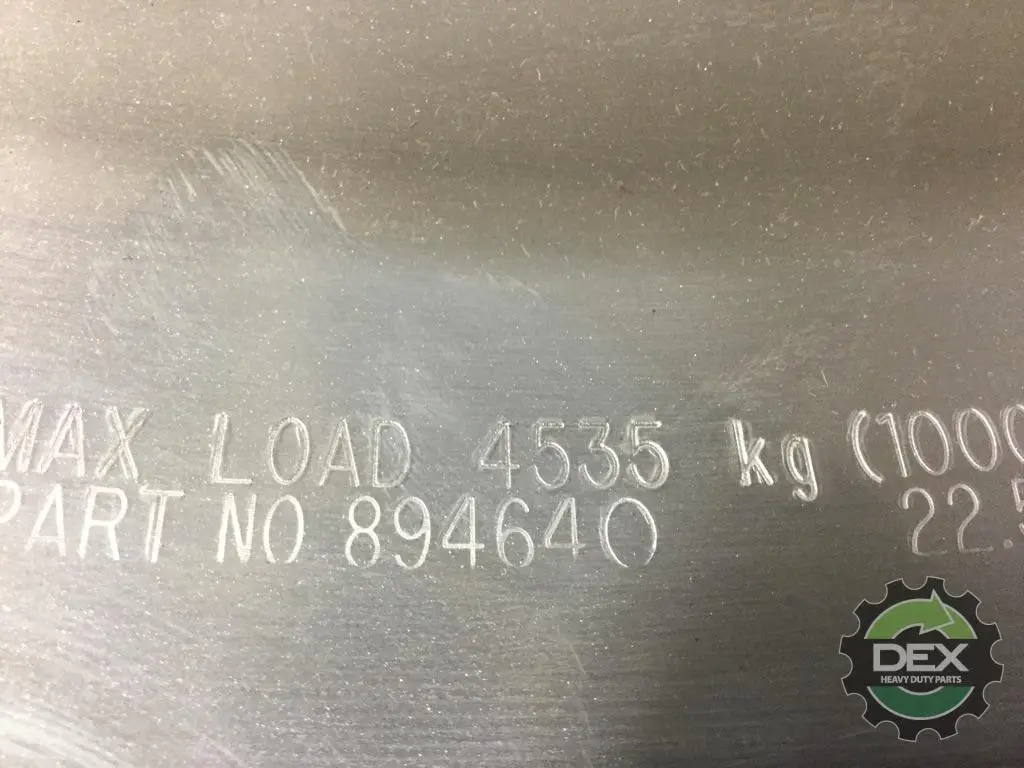 MAX LOAD 4535 kg (1000
PART NO 894640 22.5
DEX
HEAVY DUTY PARTS